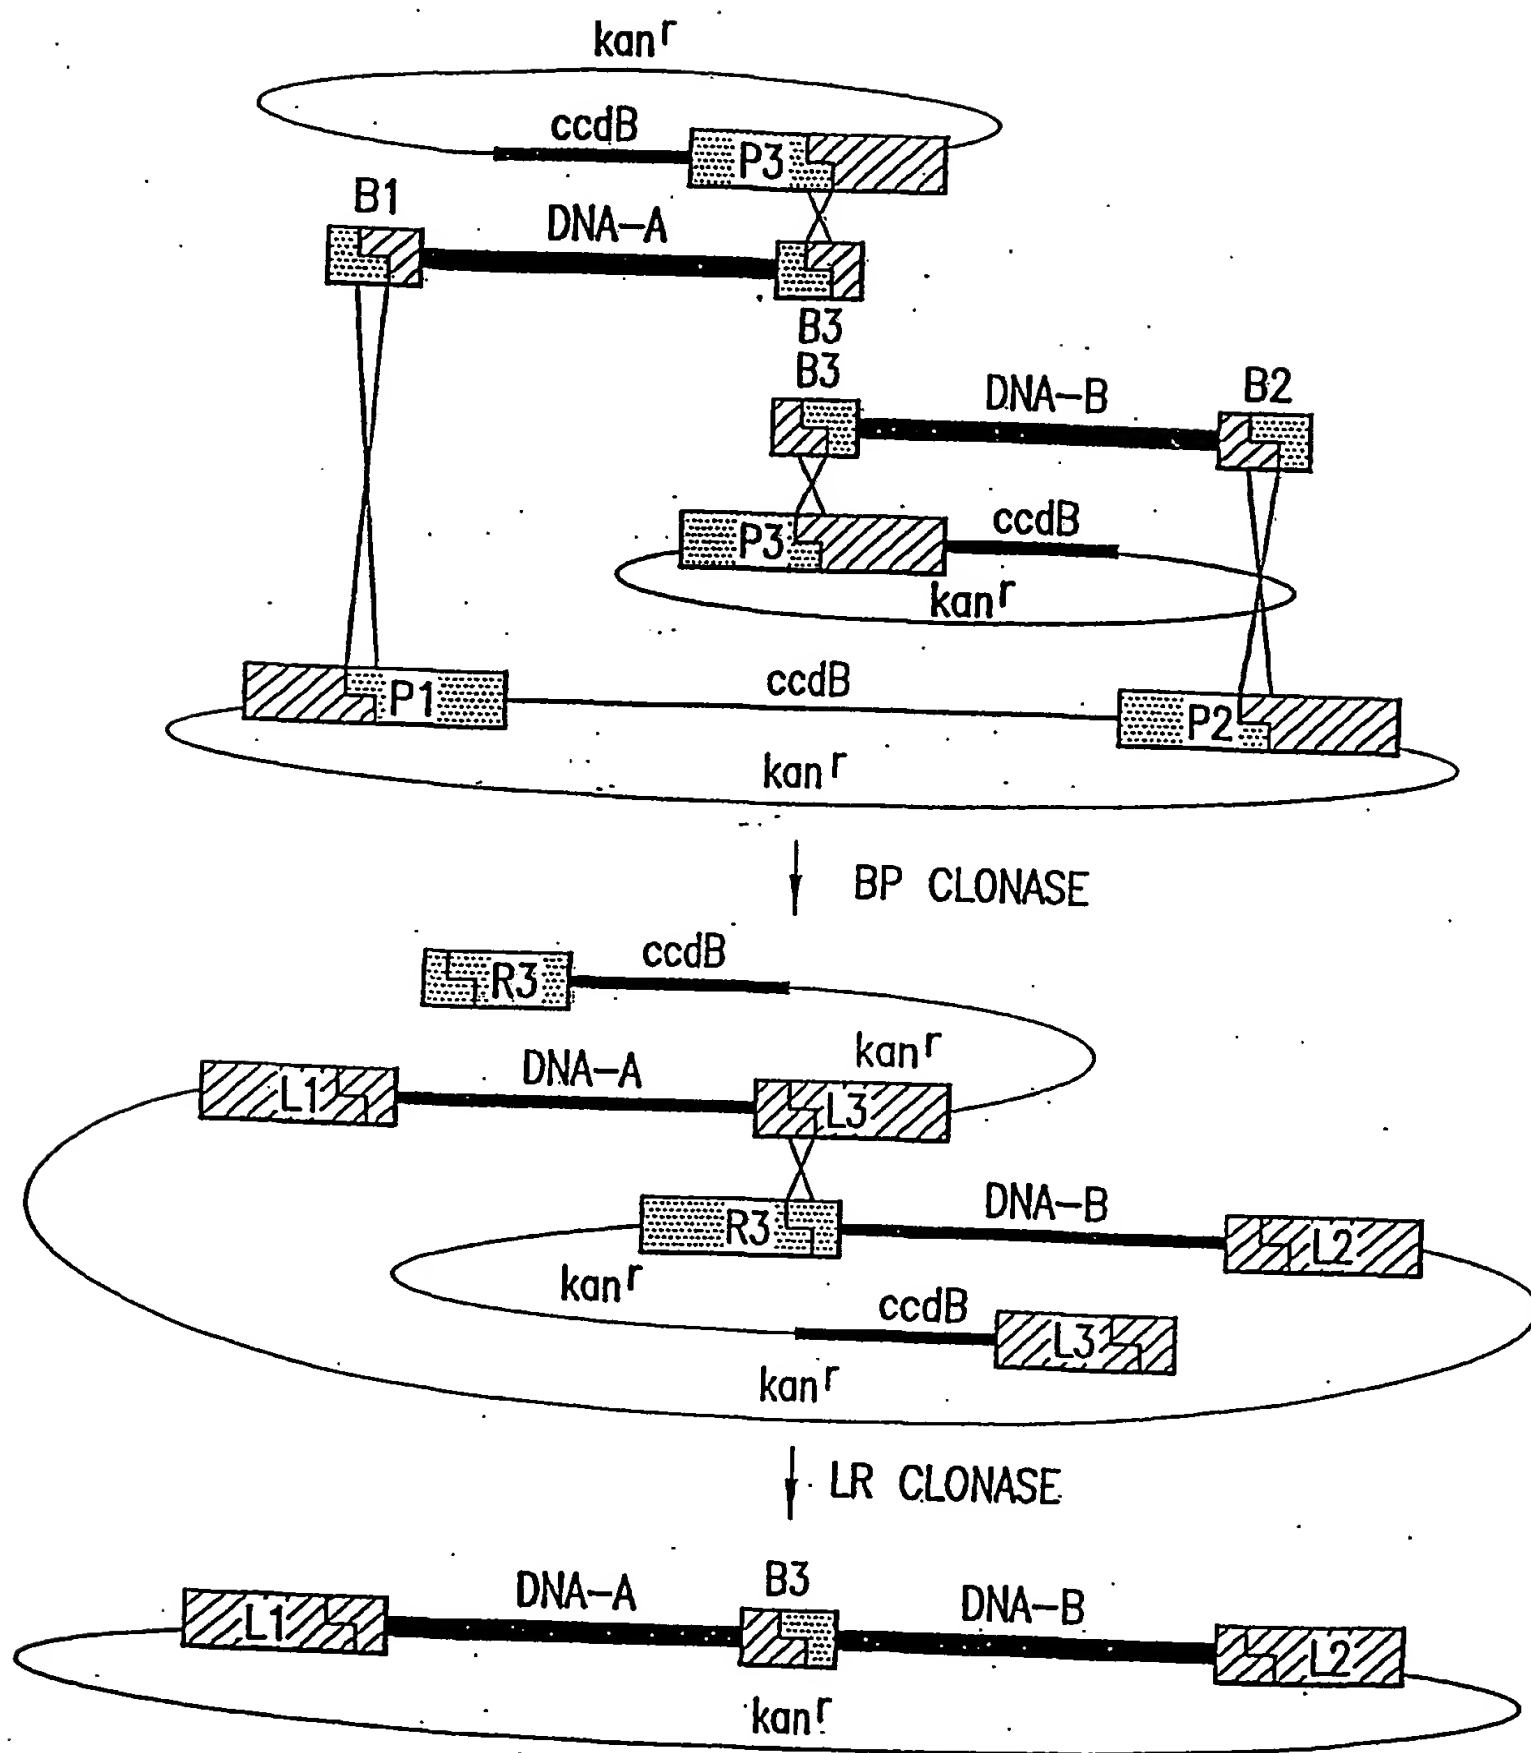 kanʳ
ccdB
P3
B1
DNA-A
B3
B3
DNA-B
B2
P3
ccdB
kanʳ
P1
ccdB
P2
kanʳ
BP CLONASE
R3
ccdB
kanʳ
L1
DNA-A
L3
R3
DNA-B
L2
kanʳ
ccdB
L3
kanʳ
LR CLONASE
L1
DNA-A
B3
DNA-B
L2
kanʳ